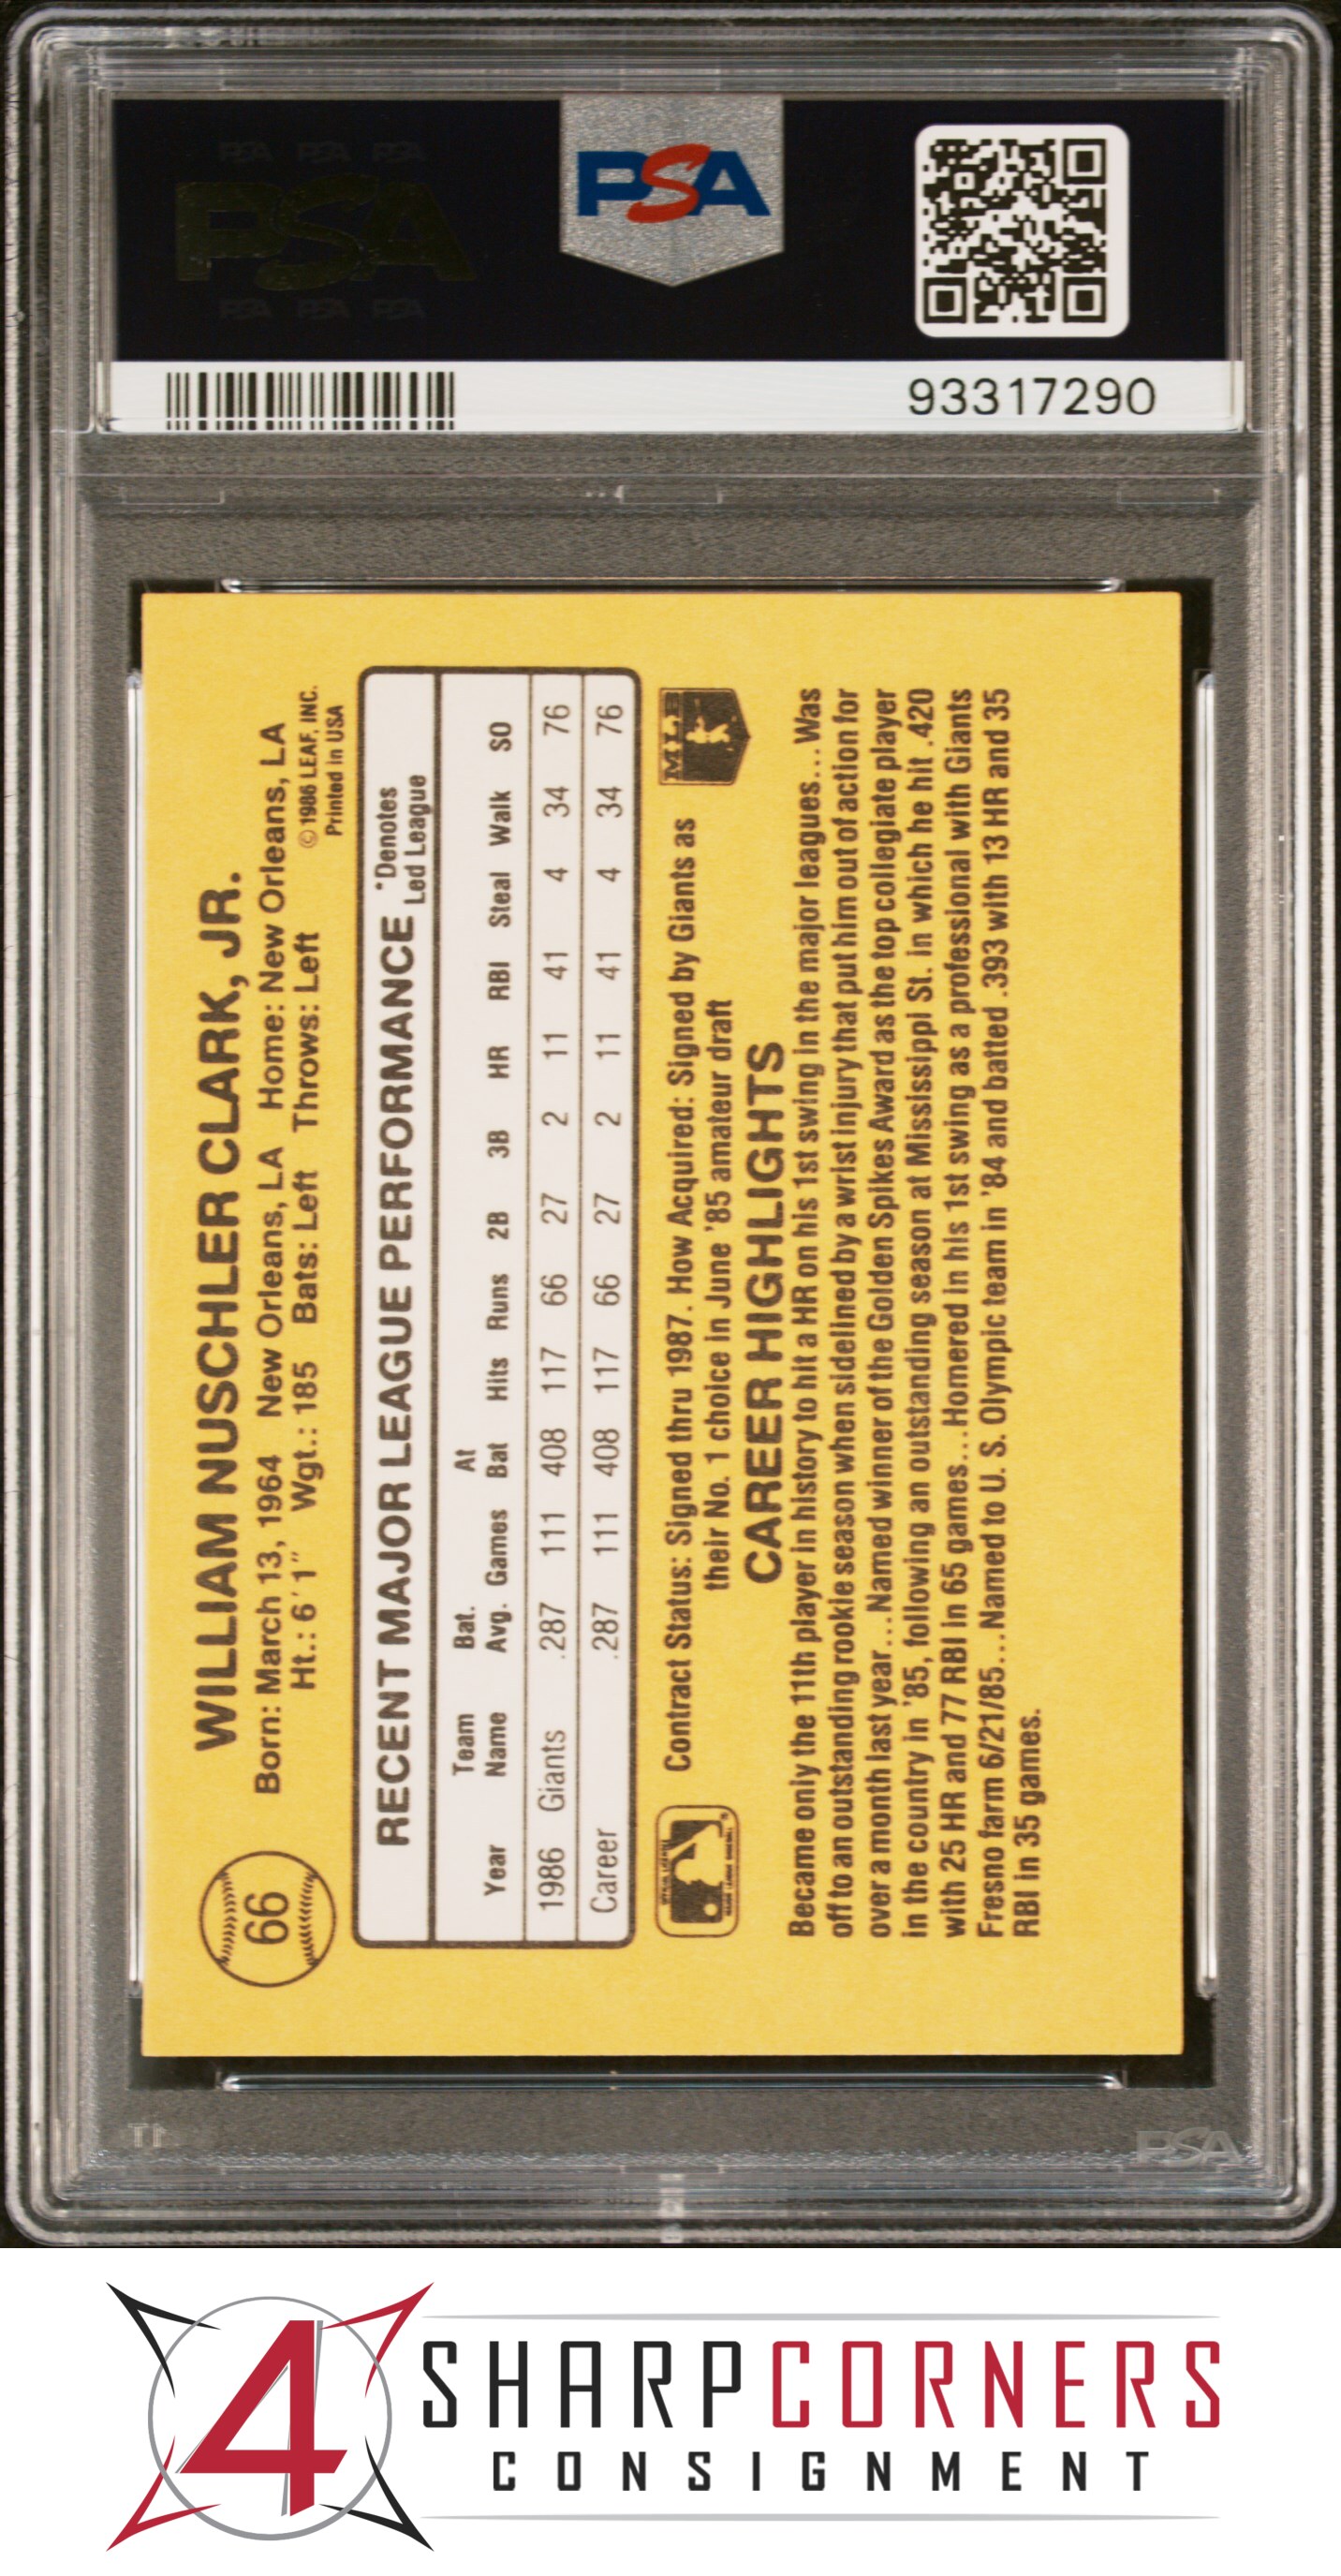 PSA PSA PSA
PSA
PSA PSA PSA
PSA
93317290
66
WILLIAM NUSCHLER CLARK, JR.
Born: March 13, 1964 New Orleans, LA Home: New Orleans, LA
Ht.: 6'1" Wgt.: 185 Bats: Left Throws: Left
© 1986 LEAF, INC.
Printed in USA
RECENT MAJOR LEAGUE PERFORMANCE
*Denotes
Led League
Year Team Name Bat. Avg. Games At Bat Hits Runs 2B 3B HR RBI Steal Walk SO
1986 Giants .287 111 408 117 66 27 2 11 41 4 34 76
Career .287 111 408 117 66 27 2 11 41 4 34 76
Contract Status: Signed thru 1987. How Acquired: Signed by Giants as
their No. 1 choice in June '85 amateur draft
MLB
CAREER HIGHLIGHTS
Became only the 11th player in history to hit a HR on his 1st swing in the major leagues...Was
off to an outstanding rookie season when sidelined by a wrist injury that put him out of action for
over a month last year...Named winner of the Golden Spikes Award as the top collegiate player
in the country in '85, following an outstanding season at Mississippi St. in which he hit .420
with 25 HR and 77 RBI in 65 games...Homered in his 1st swing as a professional with Giants
Fresno farm 6/21/85...Named to U. S. Olympic team in '84 and batted .393 with 13 HR and 35
RBI in 35 games.
PSA
4
SHARPCORNERS
CONSIGNMENT